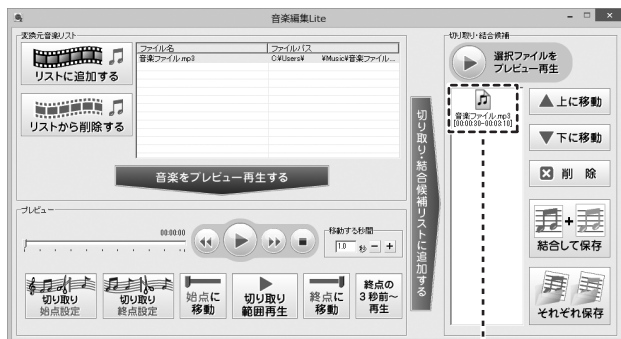 音楽編集Lite
変換元音楽リスト
リストに追加する
リストから削除する
ファイル名
ファイルパス
音楽ファイル.mp3
C:¥Users¥ ¥Music¥音楽ファイル...
音楽をプレビュー再生する
プレビュー
00:00:00
移動する秒間
1.0 秒 − +
切り取り
始点設定
切り取り
終点設定
始点に
移動
切り取り
範囲再生
終点に
移動
終点の
3秒前〜
再生
切り取り・結合候補リストに追加する
切り取り・結合候補
選択ファイルを
プレビュー再生
音楽ファイル.mp3
[00:00:39-00:03:10]
上に移動
下に移動
削 除
結合して保存
それぞれ保存